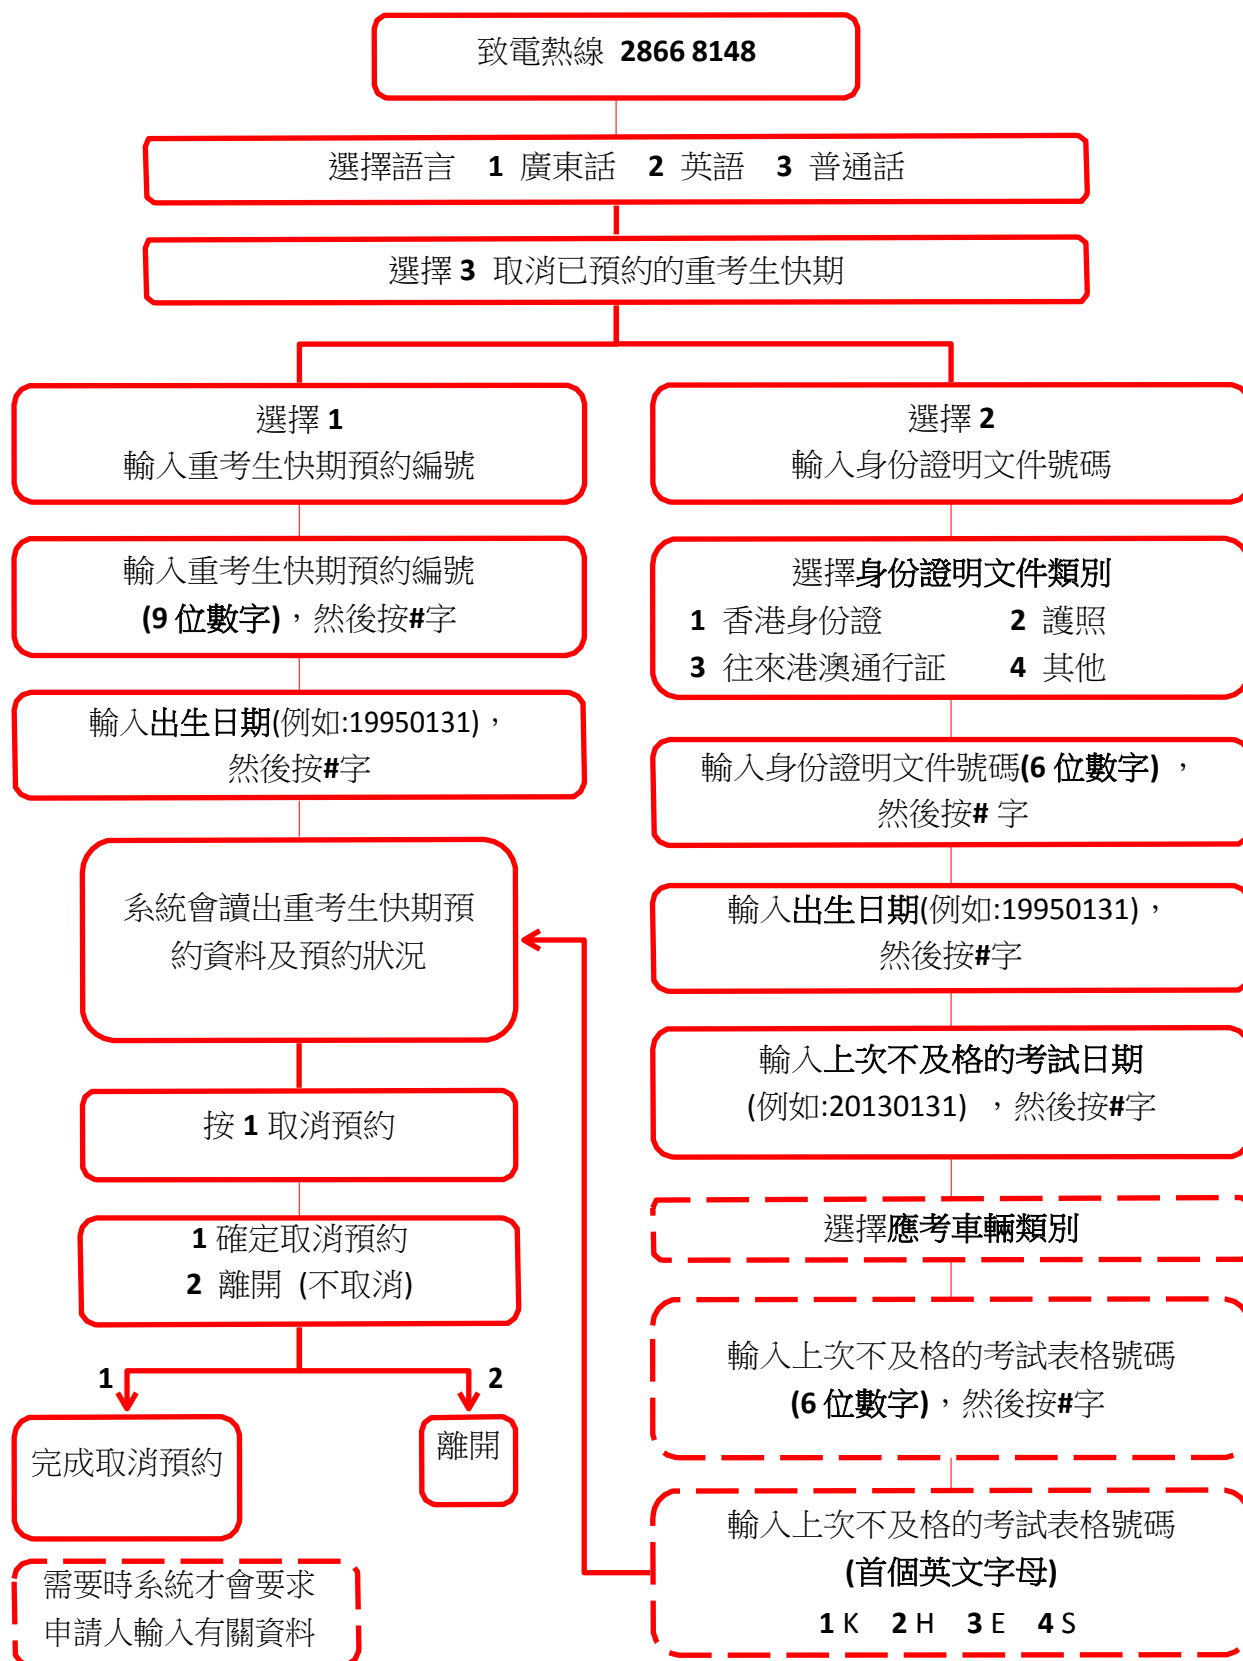 致電熱線 2866 8148
選擇語言 1 廣東話 2 英語 3 普通話
選擇 3 取消已預約的重考生快期
選擇 1
輸入重考生快期預約編號
輸入重考生快期預約編號
(9 位數字)，然後按#字
輸入出生日期(例如:19950131)，
然後按#字
系統會讀出重考生快期預
約資料及預約狀況
按 1 取消預約
1 確定取消預約
2 離開 (不取消)
1
2
完成取消預約
離開
需要時系統才會要求
申請人輸入有關資料
選擇 2
輸入身份證明文件號碼
選擇身份證明文件類別
1 香港身份證 2 護照
3 往來港澳通行証 4 其他
輸入身份證明文件號碼(6 位數字) ，
然後按# 字
輸入出生日期(例如:19950131)，
然後按#字
輸入上次不及格的考試日期
(例如:20130131) ，然後按#字
選擇應考車輛類別
輸入上次不及格的考試表格號碼
(6 位數字)，然後按#字
輸入上次不及格的考試表格號碼
(首個英文字母)
1 K 2 H 3 E 4 S